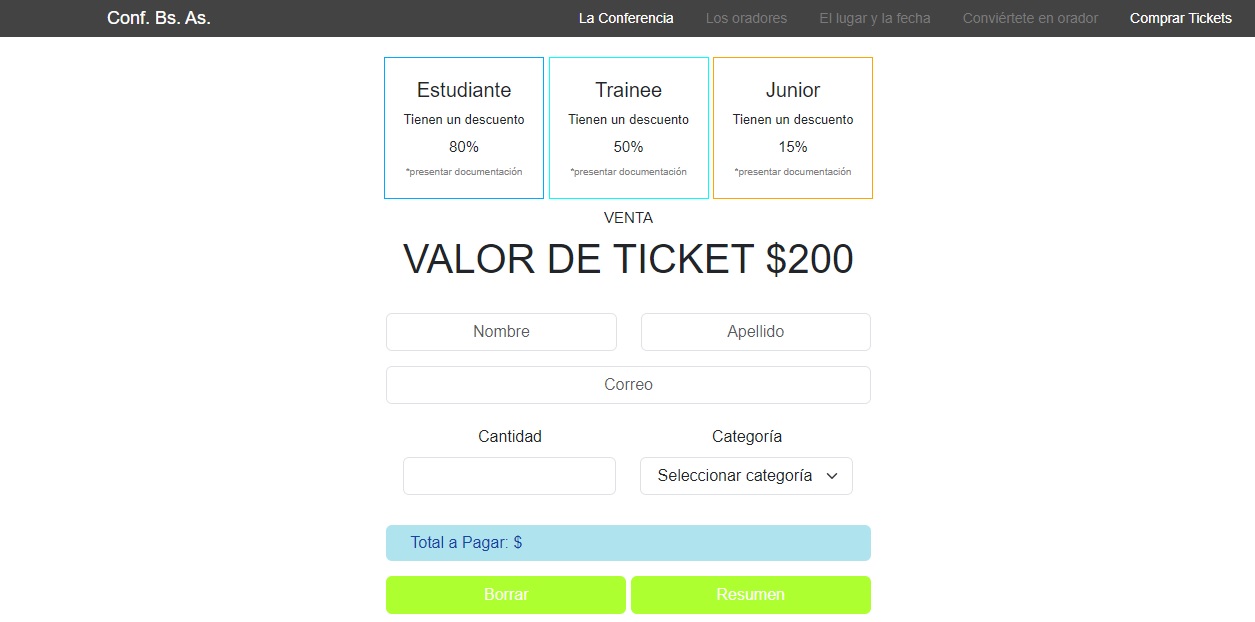 Conf. Bs. As. La Conferencia Los oradores El lugar y la fecha Conviértete en orador Comprar Tickets
Estudiante
Tienen un descuento
80%
*presentar documentación
Trainee
Tienen un descuento
50%
*presentar documentación
Junior
Tienen un descuento
15%
*presentar documentación
VENTA
VALOR DE TICKET $200
Nombre Apellido
Correo
Cantidad Categoría
Seleccionar categoría
Total a Pagar: $
Borrar Resumen